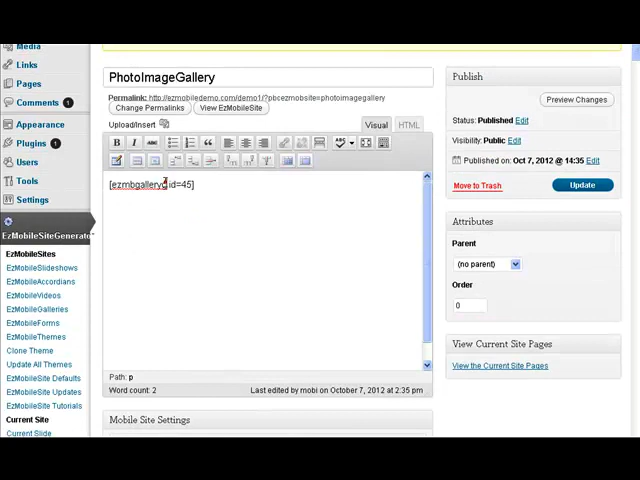 Media
Links
Pages
Comments 1
Appearance
Plugins 1
Users
Tools
Settings
EzMobileSiteGenerator
EzMobileSites
EzMobileSlideshows
EzMobileAccordians
EzMobileVideos
EzMobileGalleries
EzMobileForms
EzMobileThemes
Clone Theme
Update All Themes
EzMobileSite Defaults
EzMobileSite Updates
EzMobileSite Tutorials
Current Site
Current Slide
PhotoImageGallery
Permalink: http://ezmobiledemo.com/demo1/?pbcezmobsite=photoimagegallery
Change Permalinks View EzMobileSite
Upload/Insert
Visual HTML
B I ABC
ABC
id=45]
Path: p
Word count: 2 Last edited by mobi on October 7, 2012 at 2:35 pm
Mobile Site Settings
Publish
Preview Changes
Status: Published Edit
Visibility: Public Edit
Published on: Oct 7, 2012 @ 14:35 Edit
Move to Trash Update
Attributes
Parent
(no parent)
Order
0
View Current Site Pages
View the Current Site Pages